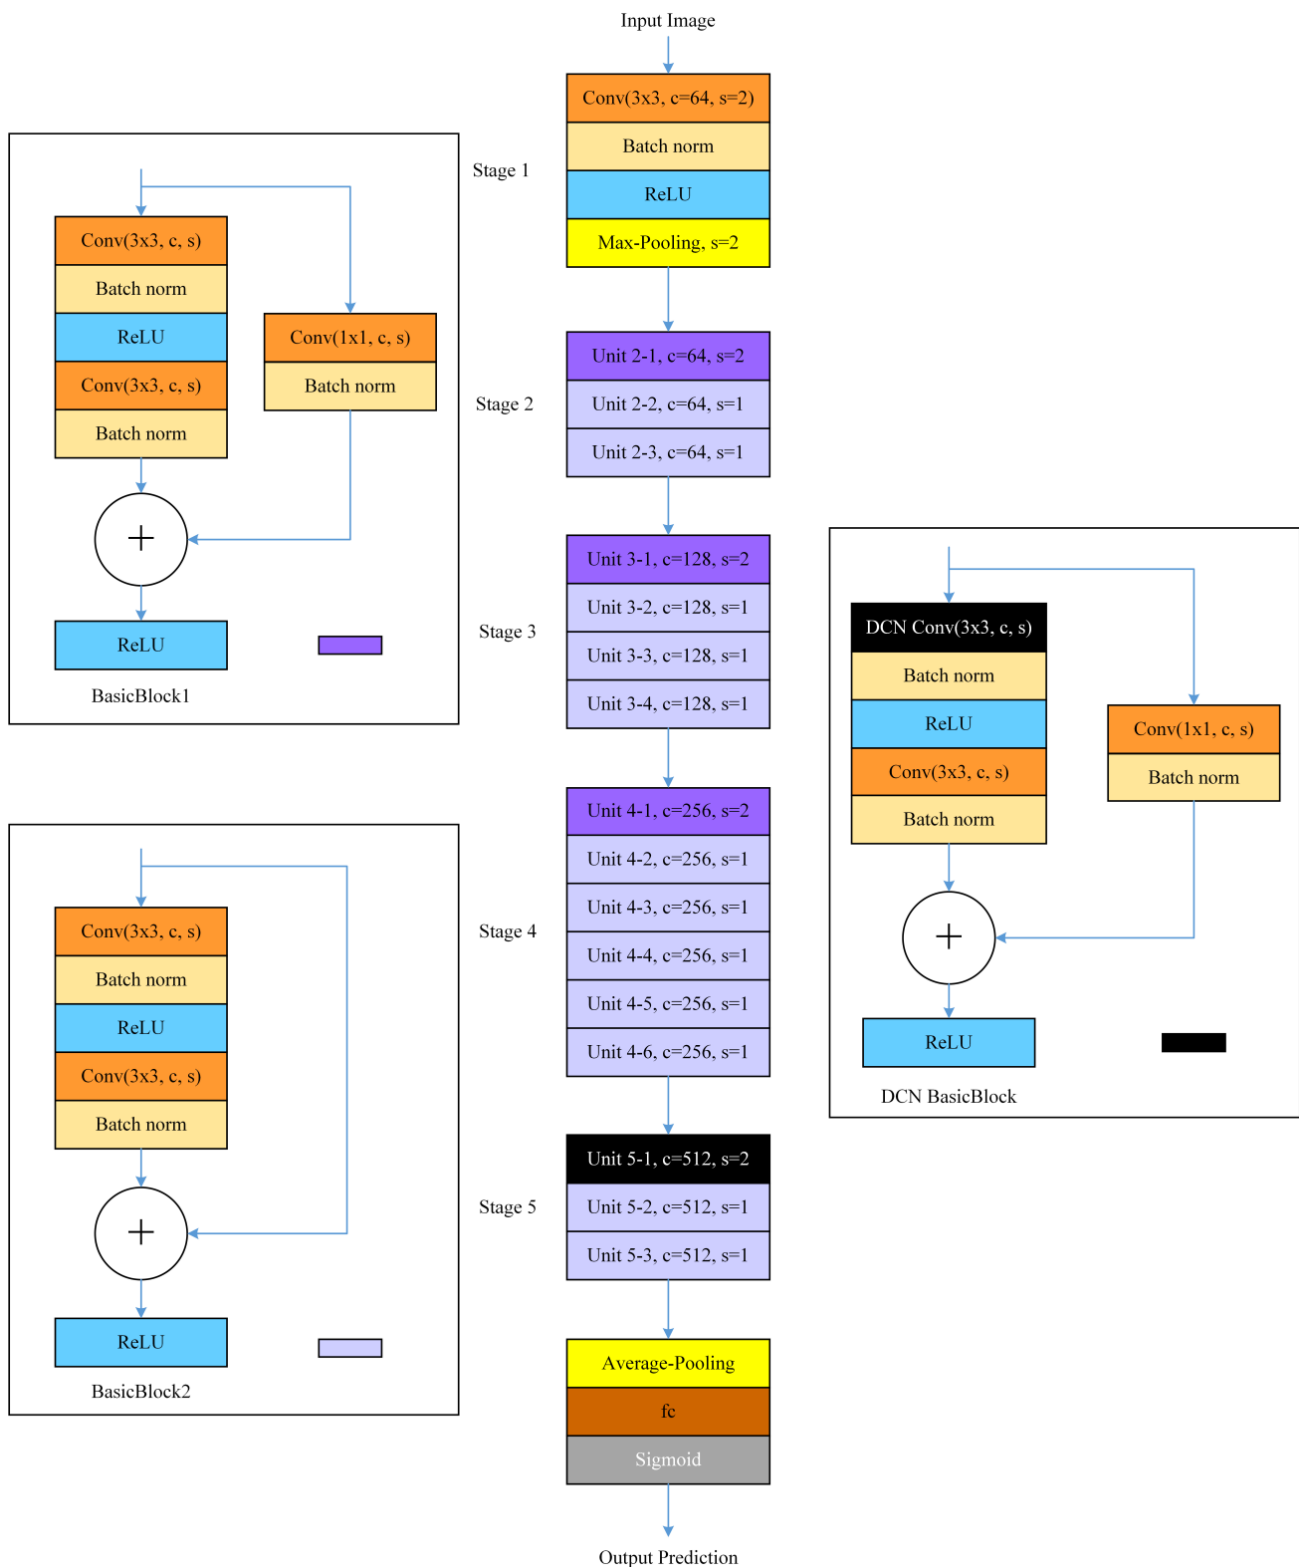 Input Image
Conv(3x3, c=64, s=2)
Batch norm
ReLU
Max-Pooling, s=2
Stage 1
Unit 2-1, c=64, s=2
Unit 2-2, c=64, s=1
Unit 2-3, c=64, s=1
Stage 2
Unit 3-1, c=128, s=2
Unit 3-2, c=128, s=1
Unit 3-3, c=128, s=1
Unit 3-4, c=128, s=1
Stage 3
Unit 4-1, c=256, s=2
Unit 4-2, c=256, s=1
Unit 4-3, c=256, s=1
Unit 4-4, c=256, s=1
Unit 4-5, c=256, s=1
Unit 4-6, c=256, s=1
Stage 4
Unit 5-1, c=512, s=2
Unit 5-2, c=512, s=1
Unit 5-3, c=512, s=1
Stage 5
Average-Pooling
fc
Sigmoid
Output Prediction
Conv(3x3, c, s)
Batch norm
ReLU
Conv(3x3, c, s)
Batch norm
Conv(1x1, c, s)
Batch norm
+
ReLU
BasicBlock1
Conv(3x3, c, s)
Batch norm
ReLU
Conv(3x3, c, s)
Batch norm
+
ReLU
BasicBlock2
DCN Conv(3x3, c, s)
Batch norm
ReLU
Conv(3x3, c, s)
Batch norm
Conv(1x1, c, s)
Batch norm
+
ReLU
DCN BasicBlock